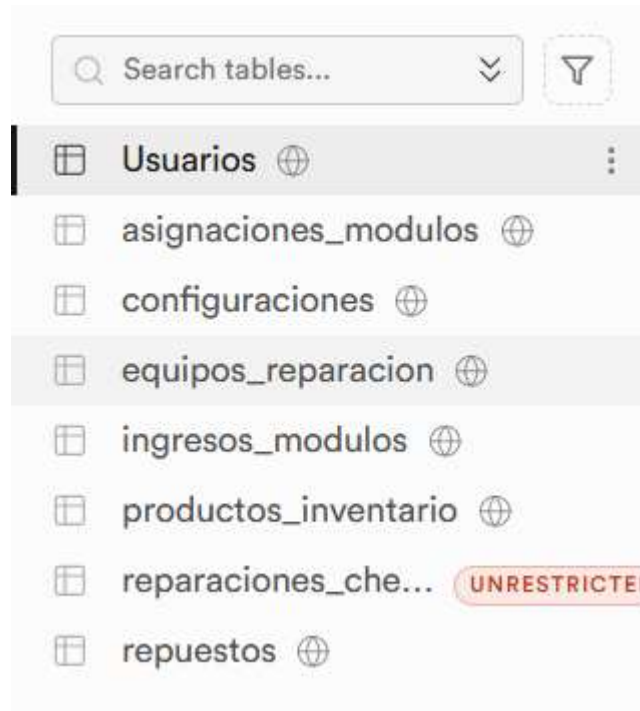 Search tables...
Usuarios
asignaciones_modulos
configuraciones
equipos_reparacion
ingresos_modulos
productos_inventario
reparaciones_che... UNRESTRICTE
repuestos